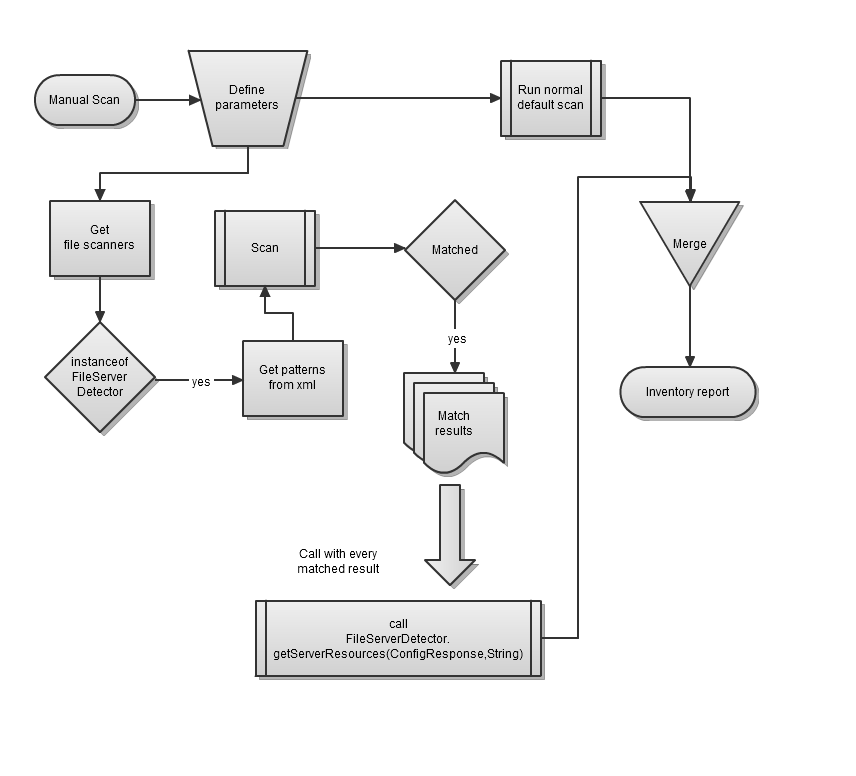 Manual Scan
Define
parameters
Run normal
default scan
Get
file scanners
Scan
Matched
Merge
instanceof
FileServer
Detector
yes
Get patterns
from xml
yes
Match
results
Inventory report
Call with every
matched result
call
FileServerDetector.
getServerResources(ConfigResponse,String)